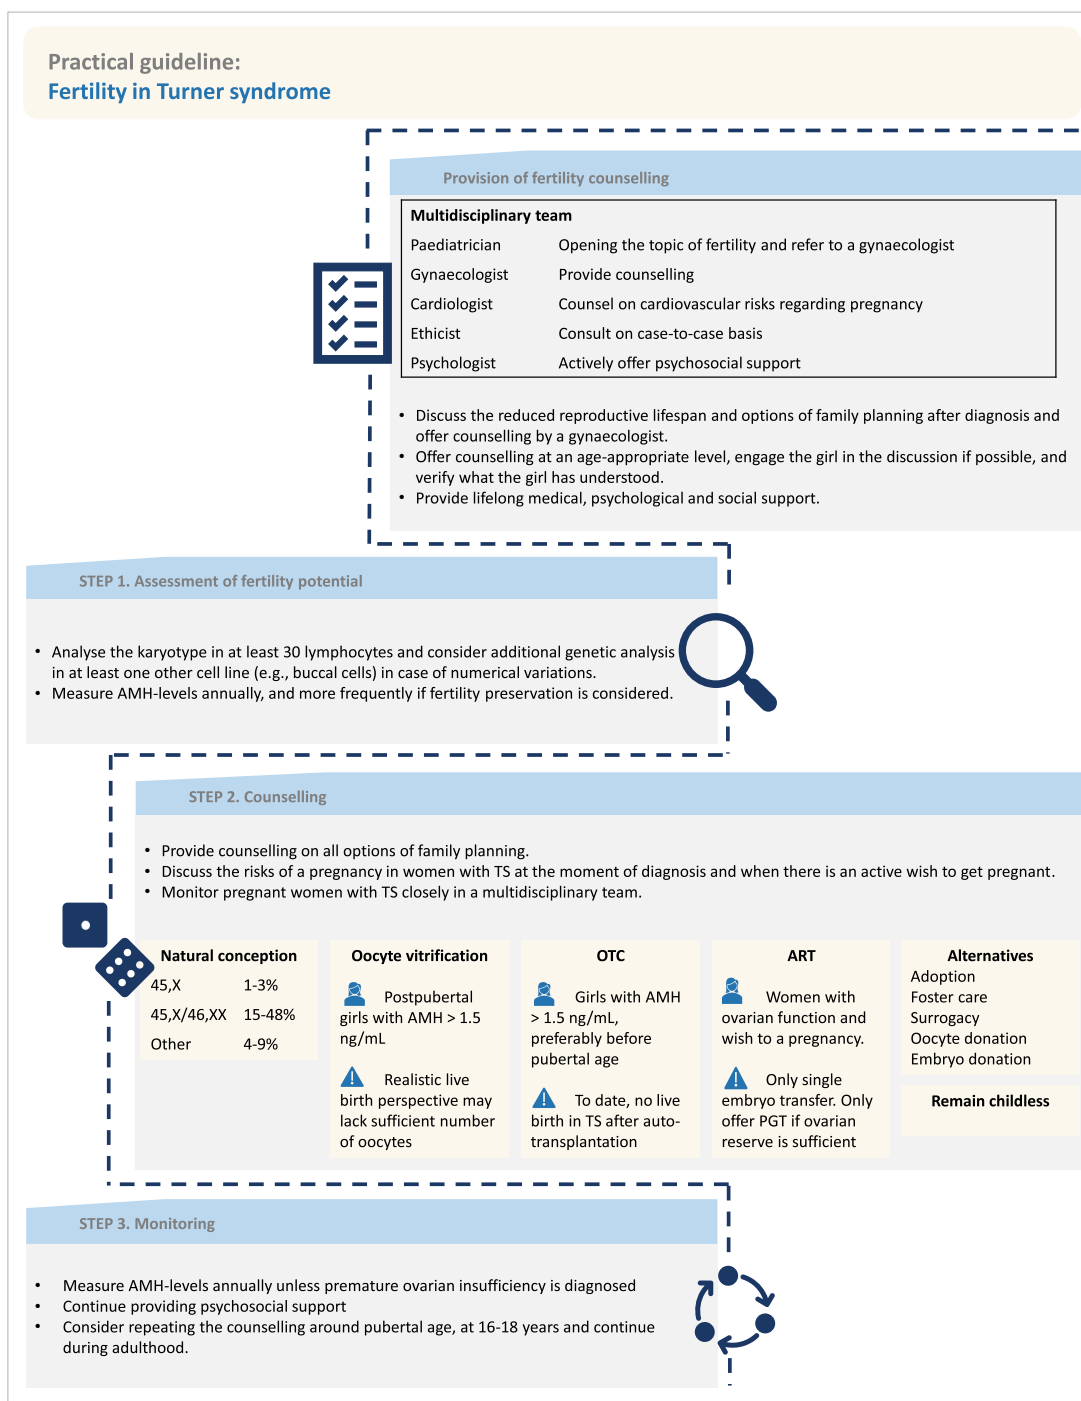 Practical guideline:
Fertility in Turner syndrome
Provision of fertility counselling
Multidisciplinary team
Paediatrician Opening the topic of fertility and refer to a gynaecologist
Gynaecologist Provide counselling
Cardiologist Counsel on cardiovascular risks regarding pregnancy
Ethicist Consult on case-to-case basis
Psychologist Actively offer psychosocial support
• Discuss the reduced reproductive lifespan and options of family planning after diagnosis and
offer counselling by a gynaecologist.
• Offer counselling at an age-appropriate level, engage the girl in the discussion if possible, and
verify what the girl has understood.
• Provide lifelong medical, psychological and social support.
STEP 1. Assessment of fertility potential
• Analyse the karyotype in at least 30 lymphocytes and consider additional genetic analysis
in at least one other cell line (e.g., buccal cells) in case of numerical variations.
• Measure AMH-levels annually, and more frequently if fertility preservation is considered.
STEP 2. Counselling
• Provide counselling on all options of family planning.
• Discuss the risks of a pregnancy in women with TS at the moment of diagnosis and when there is an active wish to get pregnant.
• Monitor pregnant women with TS closely in a multidisciplinary team.
Natural conception
45,X 1-3%
45,X/46,XX 15-48%
Other 4-9%
Oocyte vitrification
Postpubertal
girls with AMH > 1.5
ng/mL
Realistic live
birth perspective may
lack sufficient number
of oocytes
OTC
Girls with AMH
> 1.5 ng/mL,
preferably before
pubertal age
To date, no live
birth in TS after auto-
transplantation
ART
Women with
ovarian function and
wish to a pregnancy.
Only single
embryo transfer. Only
offer PGT if ovarian
reserve is sufficient
Alternatives
Adoption
Foster care
Surrogacy
Oocyte donation
Embryo donation
Remain childless
STEP 3. Monitoring
• Measure AMH-levels annually unless premature ovarian insufficiency is diagnosed
• Continue providing psychosocial support
• Consider repeating the counselling around pubertal age, at 16-18 years and continue
during adulthood.